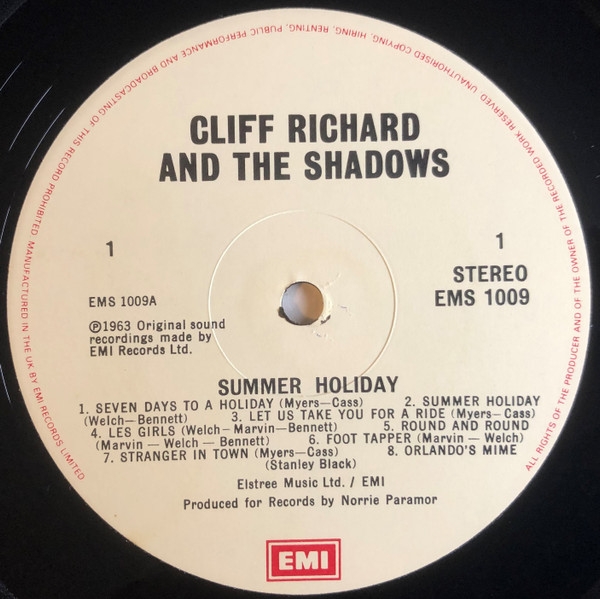 CLIFF RICHARD
AND THE SHADOWS
1
1
STEREO
EMS 1009A
EMS 1009
℗1963 Original sound
recordings made by
EMI Records Ltd.
SUMMER HOLIDAY
1. SEVEN DAYS TO A HOLIDAY (Myers—Cass) 2. SUMMER HOLIDAY
(Welch—Bennett) 3. LET US TAKE YOU FOR A RIDE (Myers—Cass)
4. LES GIRLS (Welch—Marvin—Bennett) 5. ROUND AND ROUND
(Marvin — Welch — Bennett) 6. FOOT TAPPER (Marvin — Welch)
7. STRANGER IN TOWN (Myers—Cass) 8. ORLANDO'S MIME
(Stanley Black)
Elstree Music Ltd. / EMI
Produced for Records by Norrie Paramor
EMI
MANUFACTURED IN THE UK BY EMI RECORDS LIMITED
ALL RIGHTS OF THE PRODUCER AND OF THE OWNER OF THE RECORDED WORK RESERVED. UNAUTHORISED COPYING, HIRING, RENTING, PUBLIC PERFORMANCE AND BROADCASTING OF THIS RECORD PROHIBITED.